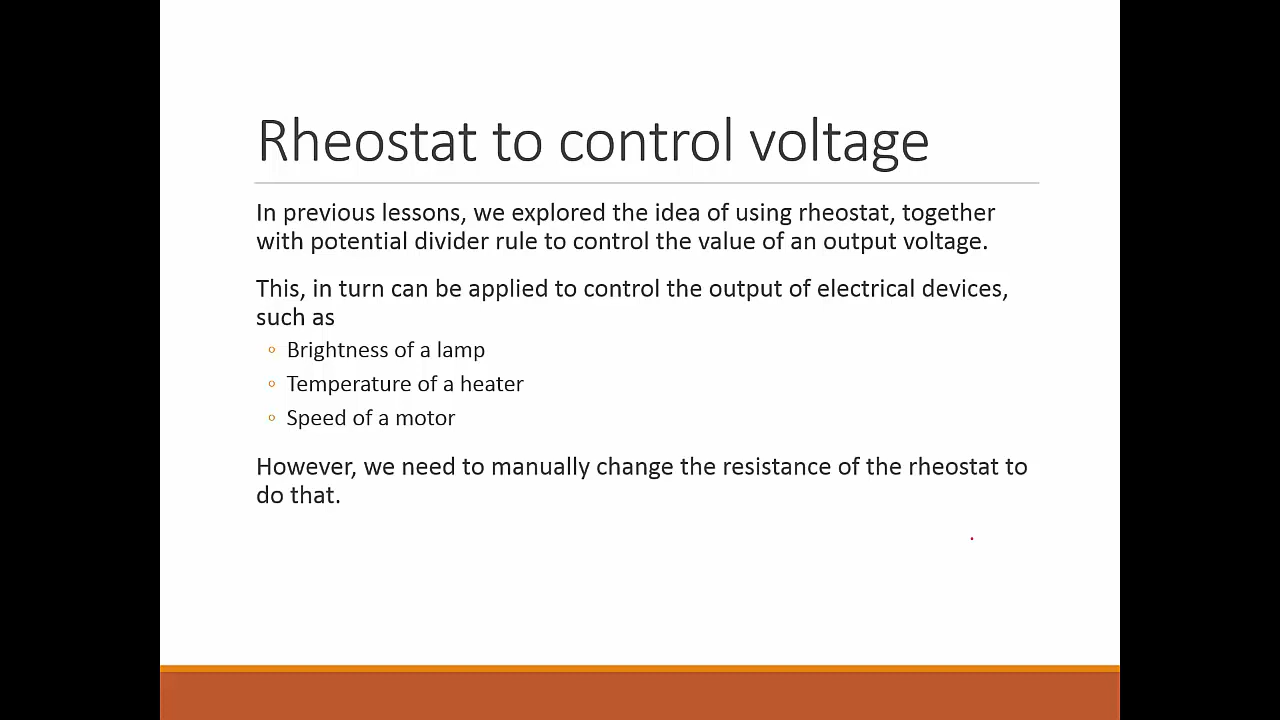 Rheostat to control voltage
In previous lessons, we explored the idea of using rheostat, together
with potential divider rule to control the value of an output voltage.
This, in turn can be applied to control the output of electrical devices,
such as
◦ Brightness of a lamp
◦ Temperature of a heater
◦ Speed of a motor
However, we need to manually change the resistance of the rheostat to
do that.